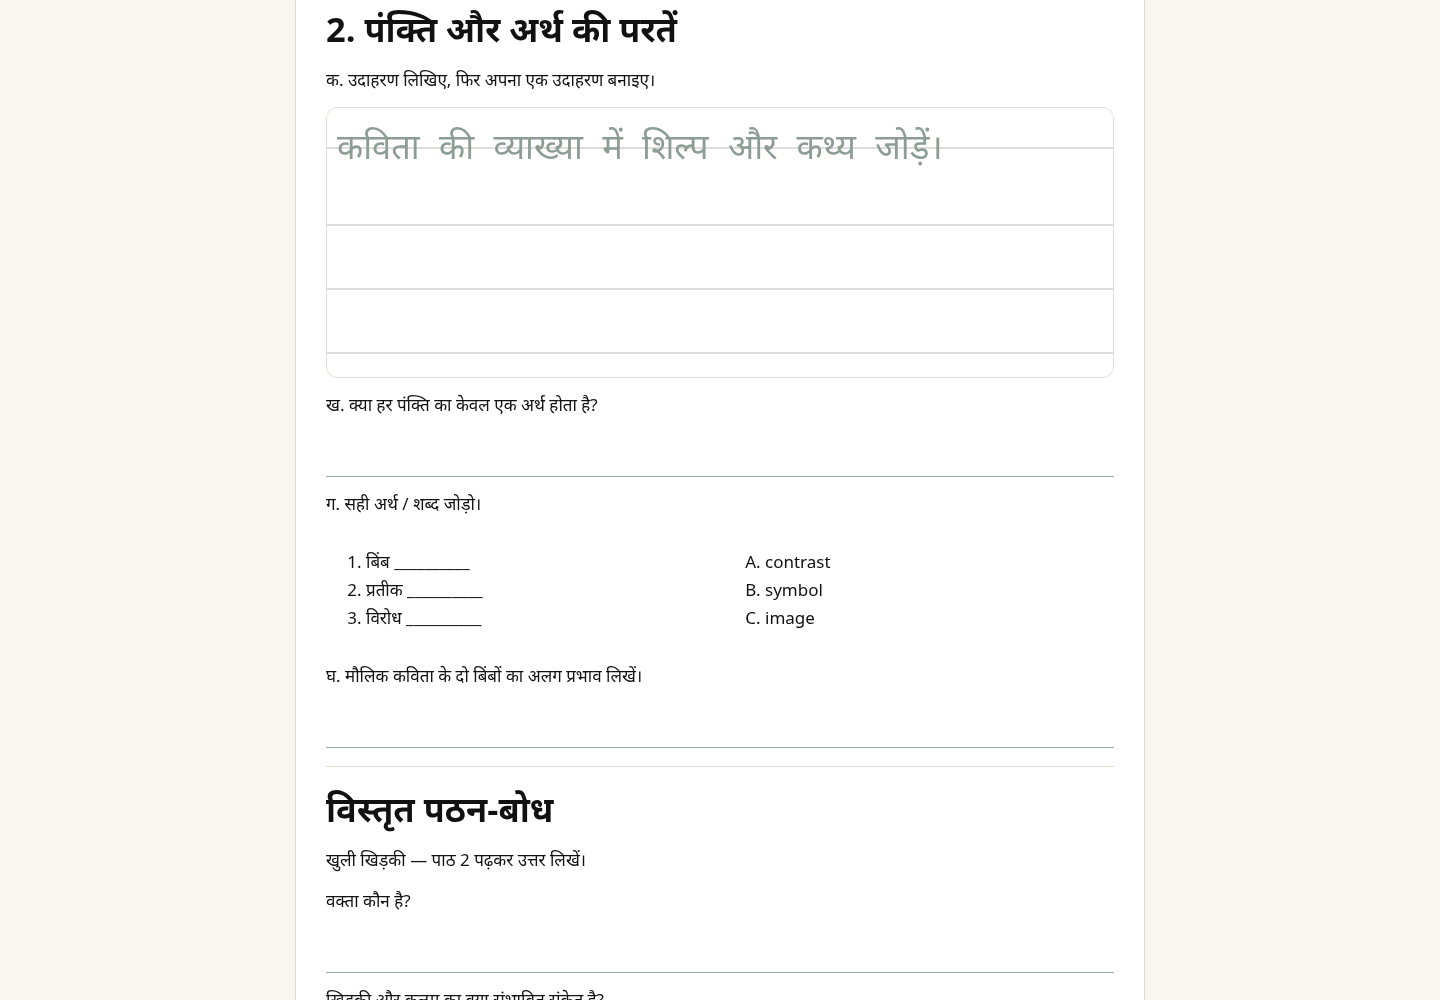 2. पंक्ति और अर्थ की परतें
क. उदाहरण लिखिए, फिर अपना एक उदाहरण बनाइए।
कविता की व्याख्या में शिल्प और कथ्य जोड़ें।
ख. क्या हर पंक्ति का केवल एक अर्थ होता है?
ग. सही अर्थ / शब्द जोड़ो।
1. बिंब __________
2. प्रतीक __________
3. विरोध __________
A. contrast
B. symbol
C. image
घ. मौलिक कविता के दो बिंबों का अलग प्रभाव लिखें।
विस्तृत पठन-बोध
खुली खिड़की — पाठ 2 पढ़कर उत्तर लिखें।
वक्ता कौन है?
खिड़की और कलम का क्या संभावित संकेत है?